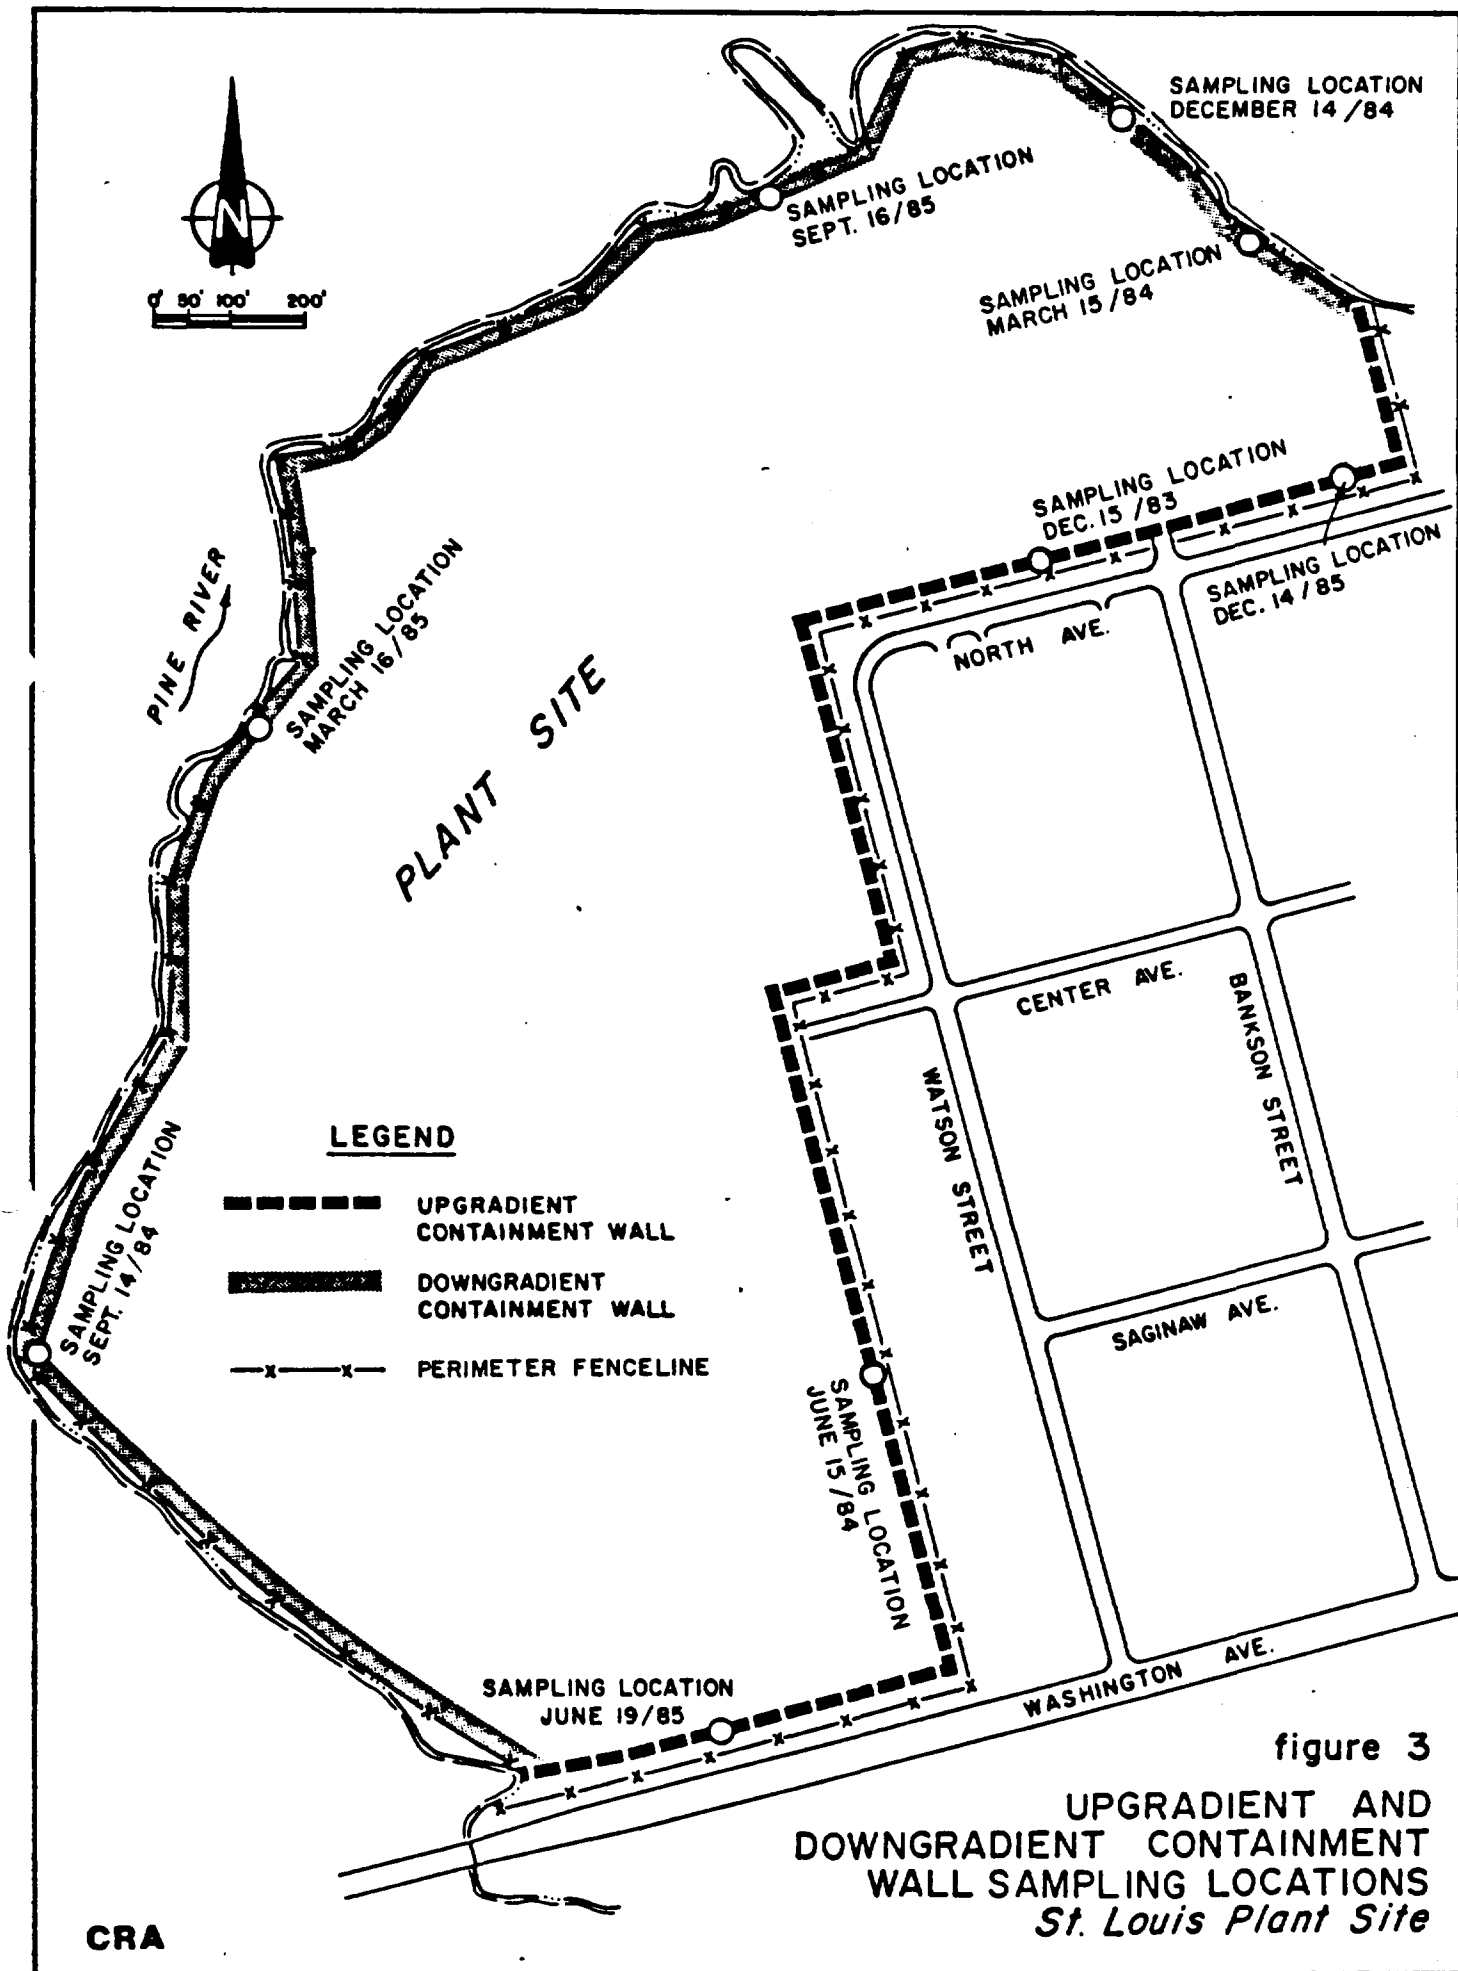 SAMPLING LOCATION
DECEMBER 14/84
N
0' 50' 100' 200'
SAMPLING LOCATION
SEPT. 16/85
SAMPLING LOCATION
MARCH 15/84
SAMPLING LOCATION
DEC. 15/83
SAMPLING LOCATION
DEC. 14/85
PINE RIVER
SAMPLING LOCATION
MARCH 16/85
NORTH AVE.
PLANT SITE
CENTER AVE.
BANKSON STREET
WATSON STREET
SAMPLING LOCATION
SEPT. 14/84
LEGEND
UPGRADIENT
CONTAINMENT WALL
DOWNGRADIENT
CONTAINMENT WALL
PERIMETER FENCELINE
SAGINAW AVE.
SAMPLING LOCATION
JUNE 15/84
SAMPLING LOCATION
JUNE 19/85
WASHINGTON AVE.
figure 3
UPGRADIENT AND
DOWNGRADIENT CONTAINMENT
WALL SAMPLING LOCATIONS
St. Louis Plant Site
CRA